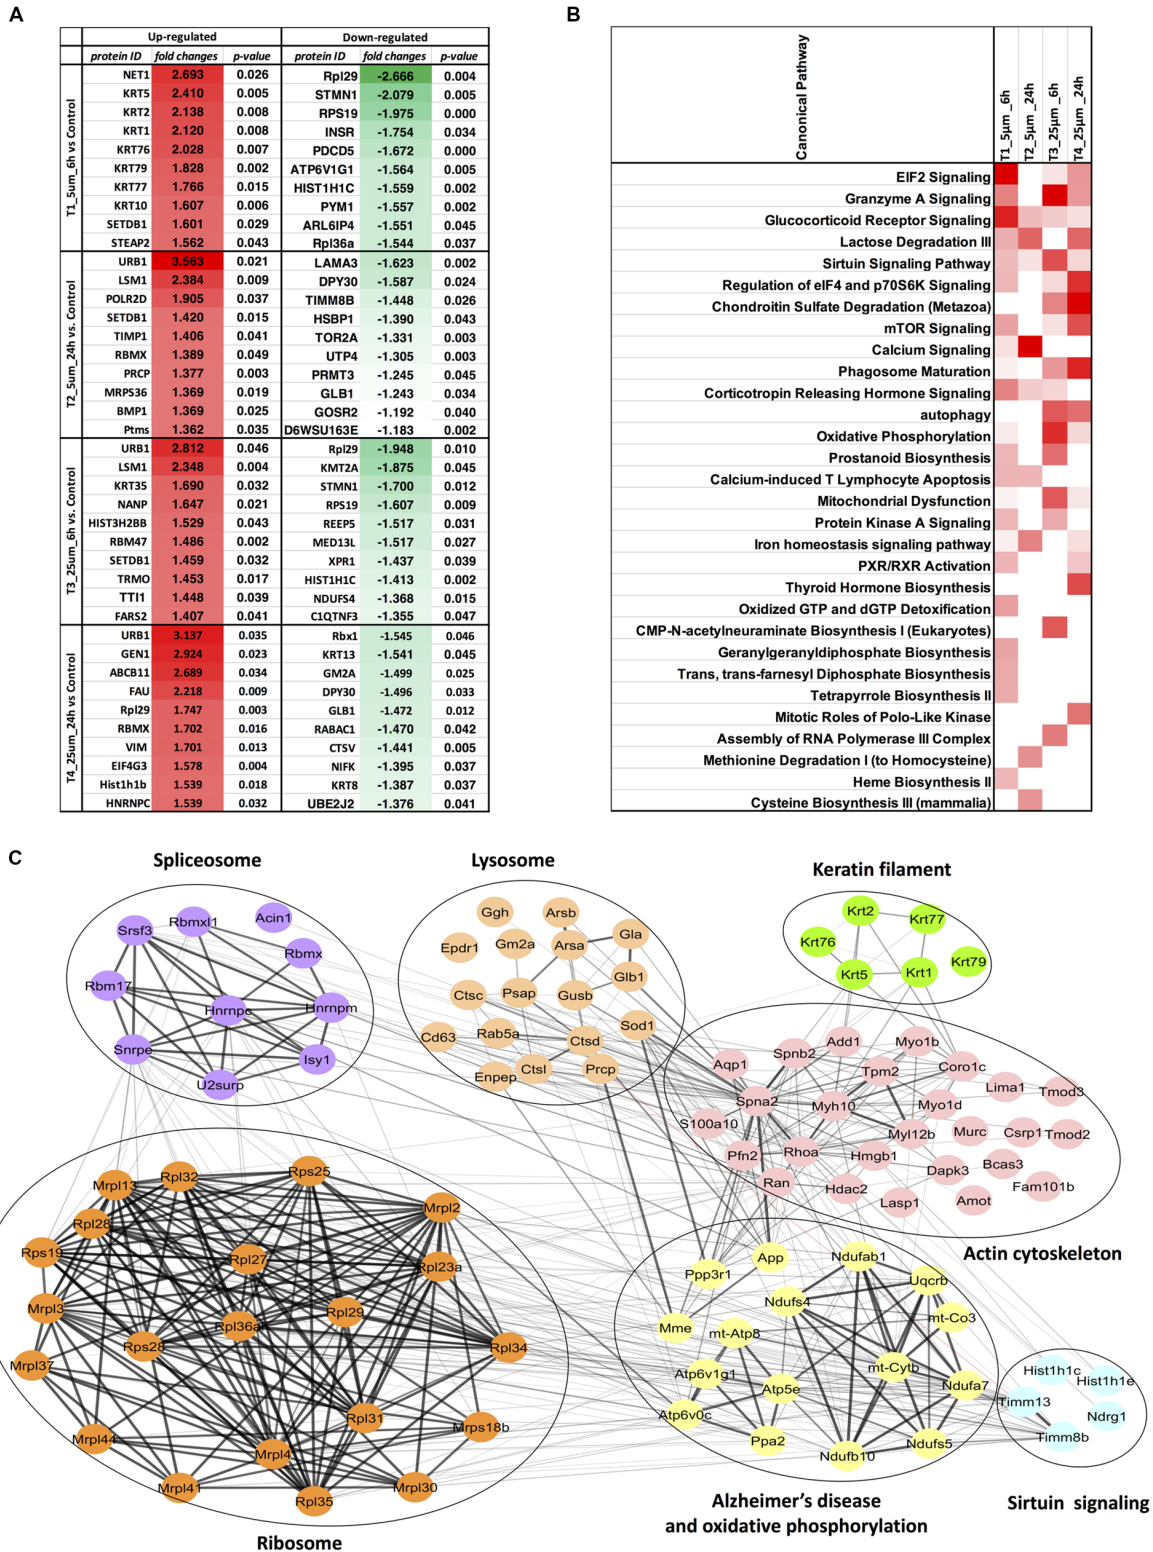 A
Up-regulated Down-regulated
protein ID fold changes p-value protein ID fold changes p-value
T1_5um_6h vs Control
NET1 2.693 0.026 Rpl29 -2.666 0.004
KRT5 2.410 0.005 STMN1 -2.079 0.005
KRT2 2.138 0.008 RPS19 -1.975 0.000
KRT1 2.120 0.008 INSR -1.754 0.034
KRT76 2.028 0.007 PDCD5 -1.672 0.000
KRT79 1.828 0.002 ATP6V1G1 -1.564 0.005
KRT77 1.766 0.015 HIST1H1C -1.559 0.002
KRT10 1.607 0.006 PYM1 -1.557 0.002
SETDB1 1.601 0.029 ARL6IP4 -1.551 0.045
STEAP2 1.562 0.043 Rpl36a -1.544 0.037
T2_5um_24h vs. Control
URB1 3.563 0.021 LAMA3 -1.623 0.002
LSM1 2.384 0.009 DPY30 -1.587 0.024
POLR2D 1.905 0.037 TIMM8B -1.448 0.026
SETDB1 1.420 0.015 HSBP1 -1.390 0.043
TIMP1 1.406 0.041 TOR2A -1.331 0.003
RBMX 1.389 0.049 UTP4 -1.305 0.003
PRCP 1.377 0.003 PRMT3 -1.245 0.045
MRPS36 1.369 0.019 GLB1 -1.243 0.034
BMP1 1.369 0.025 GOSR2 -1.192 0.040
Ptms 1.362 0.035 D6WSU163E -1.183 0.002
T3_25um_6h vs. Control
URB1 2.812 0.046 Rpl29 -1.948 0.010
LSM1 2.348 0.004 KMT2A -1.875 0.045
KRT35 1.690 0.032 STMN1 -1.700 0.012
NANP 1.647 0.021 RPS19 -1.607 0.009
HIST3H2BB 1.529 0.043 REEP5 -1.517 0.031
RBM47 1.486 0.002 MED13L -1.517 0.027
SETDB1 1.459 0.032 XPR1 -1.437 0.039
TRMO 1.453 0.017 HIST1H1C -1.413 0.002
TTI1 1.448 0.039 NDUFS4 -1.368 0.015
FARS2 1.407 0.041 C1QTNF3 -1.355 0.047
T4_25um_24h vs Control
URB1 3.137 0.035 Rbx1 -1.545 0.046
GEN1 2.924 0.023 KRT13 -1.541 0.045
ABCB11 2.689 0.034 GM2A -1.499 0.025
FAU 2.218 0.009 DPY30 -1.496 0.033
Rpl29 1.747 0.003 GLB1 -1.472 0.012
RBMX 1.702 0.016 RABAC1 -1.470 0.042
VIM 1.701 0.013 CTSV -1.441 0.005
EIF4G3 1.578 0.004 NIFK -1.395 0.037
Hist1h1b 1.539 0.018 KRT8 -1.387 0.037
HNRNPC 1.539 0.032 UBE2J2 -1.376 0.041
B
Canonical Pathway
T1_5µm_6h
T2_5µm_24h
T3_25µm_6h
T4_25µm_24h
EIF2 Signaling
Granzyme A Signaling
Glucocorticoid Receptor Signaling
Lactose Degradation III
Sirtuin Signaling Pathway
Regulation of eIF4 and p70S6K Signaling
Chondroitin Sulfate Degradation (Metazoa)
mTOR Signaling
Calcium Signaling
Phagosome Maturation
Corticotropin Releasing Hormone Signaling
autophagy
Oxidative Phosphorylation
Prostanoid Biosynthesis
Calcium-induced T Lymphocyte Apoptosis
Mitochondrial Dysfunction
Protein Kinase A Signaling
Iron homeostasis signaling pathway
PXR/RXR Activation
Thyroid Hormone Biosynthesis
Oxidized GTP and dGTP Detoxification
CMP-N-acetylneuraminate Biosynthesis I (Eukaryotes)
Geranylgeranyldiphosphate Biosynthesis
Trans, trans-farnesyl Diphosphate Biosynthesis
Tetrapyrrole Biosynthesis II
Mitotic Roles of Polo-Like Kinase
Assembly of RNA Polymerase III Complex
Methionine Degradation I (to Homocysteine)
Heme Biosynthesis II
Cysteine Biosynthesis III (mammalia)
C
Spliceosome
Srsf3
Rbmxl1
Acin1
Rbmx
Rbm17
Hnrnpc
Hnrnpm
Snrpe
Isy1
U2surp
Lysosome
Ggh
Arsb
Epdr1
Gm2a
Arsa
Gla
Glb1
Ctsc
Psap
Gusb
Sod1
Cd63
Rab5a
Ctsd
Enpep
Ctsl
Prcp
Keratin filament
Krt2
Krt77
Krt76
Krt79
Krt5
Krt1
Aqp1
Spnb2
Add1
Myo1b
Tpm2
Coro1c
Lima1
Tmod3
Spna2
Myh10
Myo1d
S100a10
Myl12b
Murc
Csrp1
Tmod2
Pfn2
Rhoa
Hmgb1
Dapk3
Bcas3
Ran
Hdac2
Lasp1
Amot
Fam101b
Actin cytoskeleton
Mrpl13
Rpl32
Rps25
Mrpl2
Rpl28
Rps19
Rpl27
Rpl23a
Mrpl3
Rpl29
Rpl36al
Rps28
Rpl34
Mrpl37
Rpl31
Mrps18b
Mrpl44
Mrpl4
Mrpl41
Rpl35
Mrpl30
Ribosome
Ppp3r1
App
Ndufab1
Uqcrb
Ndufs4
mt-Co3
Mme
mt-Atp8
Atp6v1g1
mt-Cytb
Atp5e
Ndufa7
Atp6v0c
Ppa2
Ndufb10
Ndufs5
Alzheimer's disease
and oxidative phosphorylation
Hist1h1c
Hist1h1e
Timm13
Ndrg1
Timm8b
Sirtuin signaling